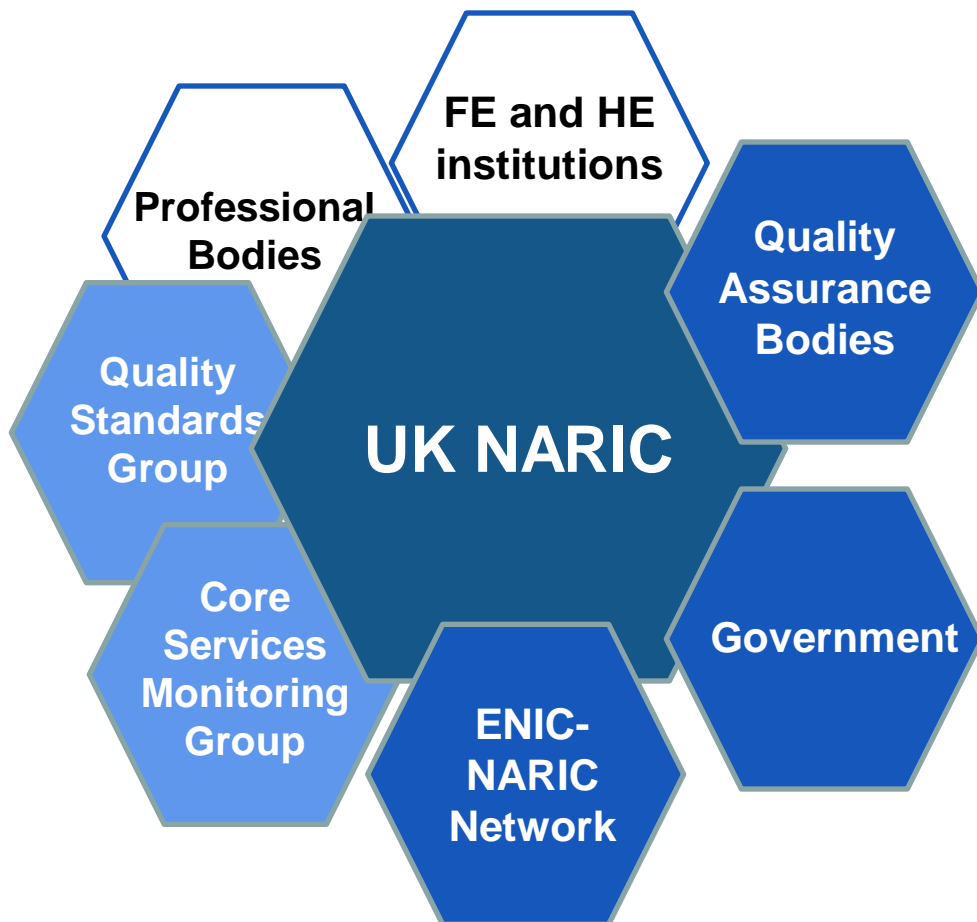 FE and HE
institutions
Professional
Bodies
Quality
Assurance
Bodies
Quality
Standards
Group
UK NARIC
Core
Services
Monitoring
Group
Government
ENIC-
NARIC
Network